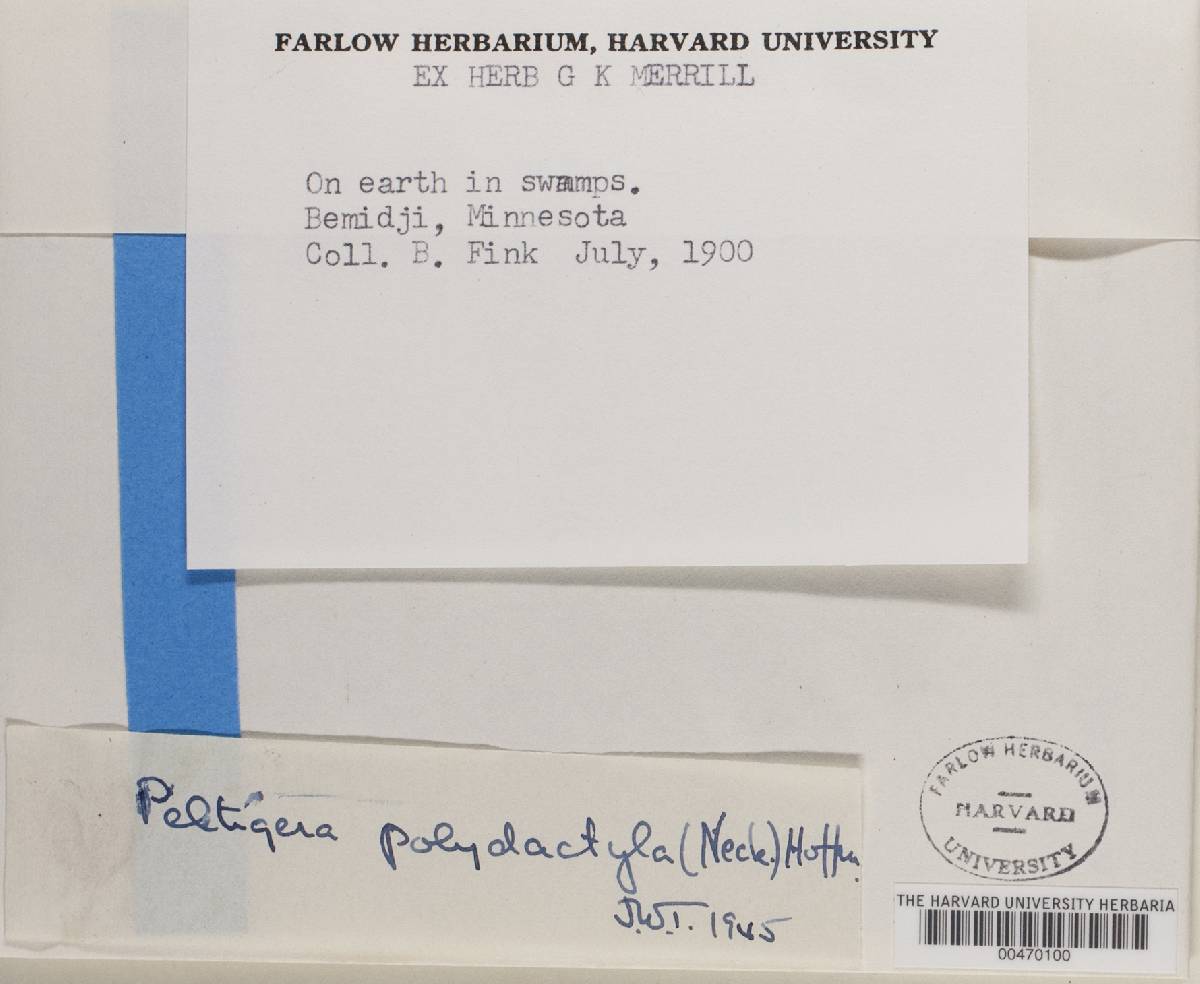 FARLOW HERBARIUM, HARVARD UNIVERSITY
EX HERB G K MERRILL
On earth in swamps.
Bemidji, Minnesota
Coll. B. Fink July, 1900
Peltigera polydactyla (Neck.) Hoffm.
J.W.T. 1945
FARLOW HERBARIUM
HARVARD
UNIVERSITY
THE HARVARD UNIVERSITY HERBARIA
00470100